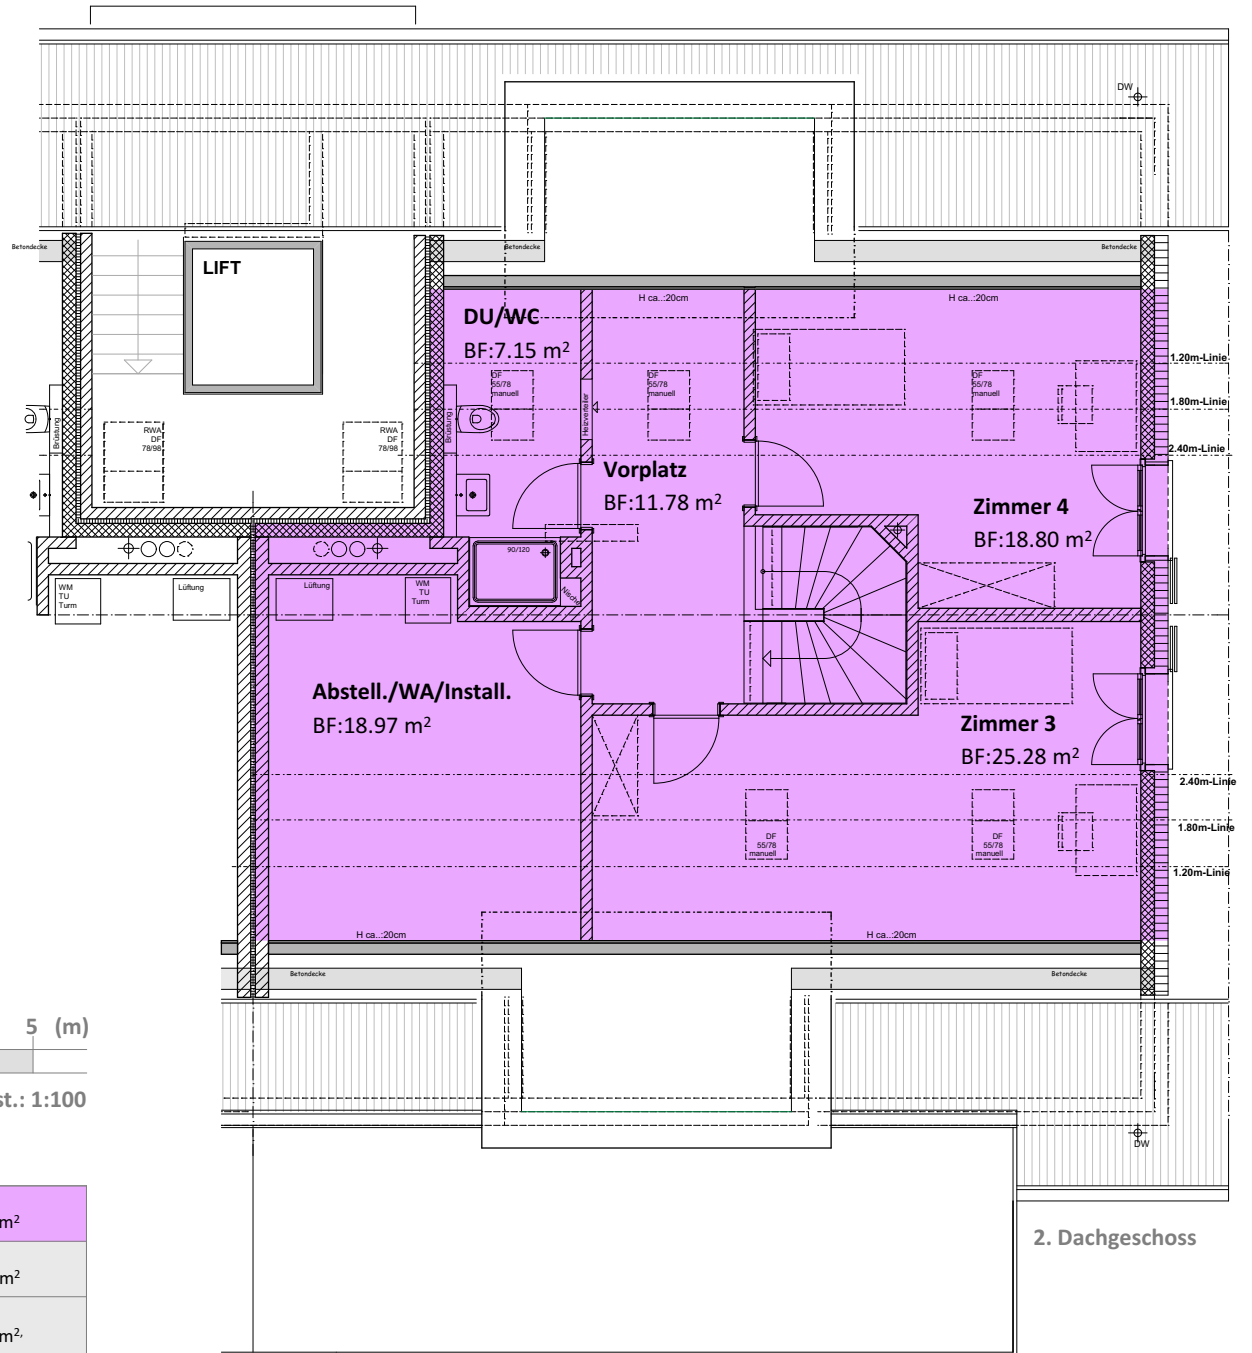 DW
Betondecke
Betondecke
Betondecke
LIFT
H ca..:20cm
H ca..:20cm
DU/WC
BF:7.15 m²
1.20m-Linie
DF
55/78
manuell
DF
55/78
manuell
DF
55/78
manuell
Heizverteiler
1.80m-Linie
Brüstung
Brüstung
RWA
DF
78/98
RWA
DF
78/98
2.40m-Linie
Vorplatz
BF:11.78 m²
Zimmer 4
BF:18.80 m²
90/120
Nische
WM
TU
Turm
Lüftung
Lüftung
WM
TU
Turm
Abstell./WA/Install.
BF:18.97 m²
Zimmer 3
BF:25.28 m²
2.40m-Linie
1.80m-Linie
DF
55/78
manuell
DF
55/78
manuell
1.20m-Linie
H ca..:20cm
H ca..:20cm
Betondecke
Betondecke
5 (m)
st.: 1:100
DW
m²
m²
m²,
2. Dachgeschoss